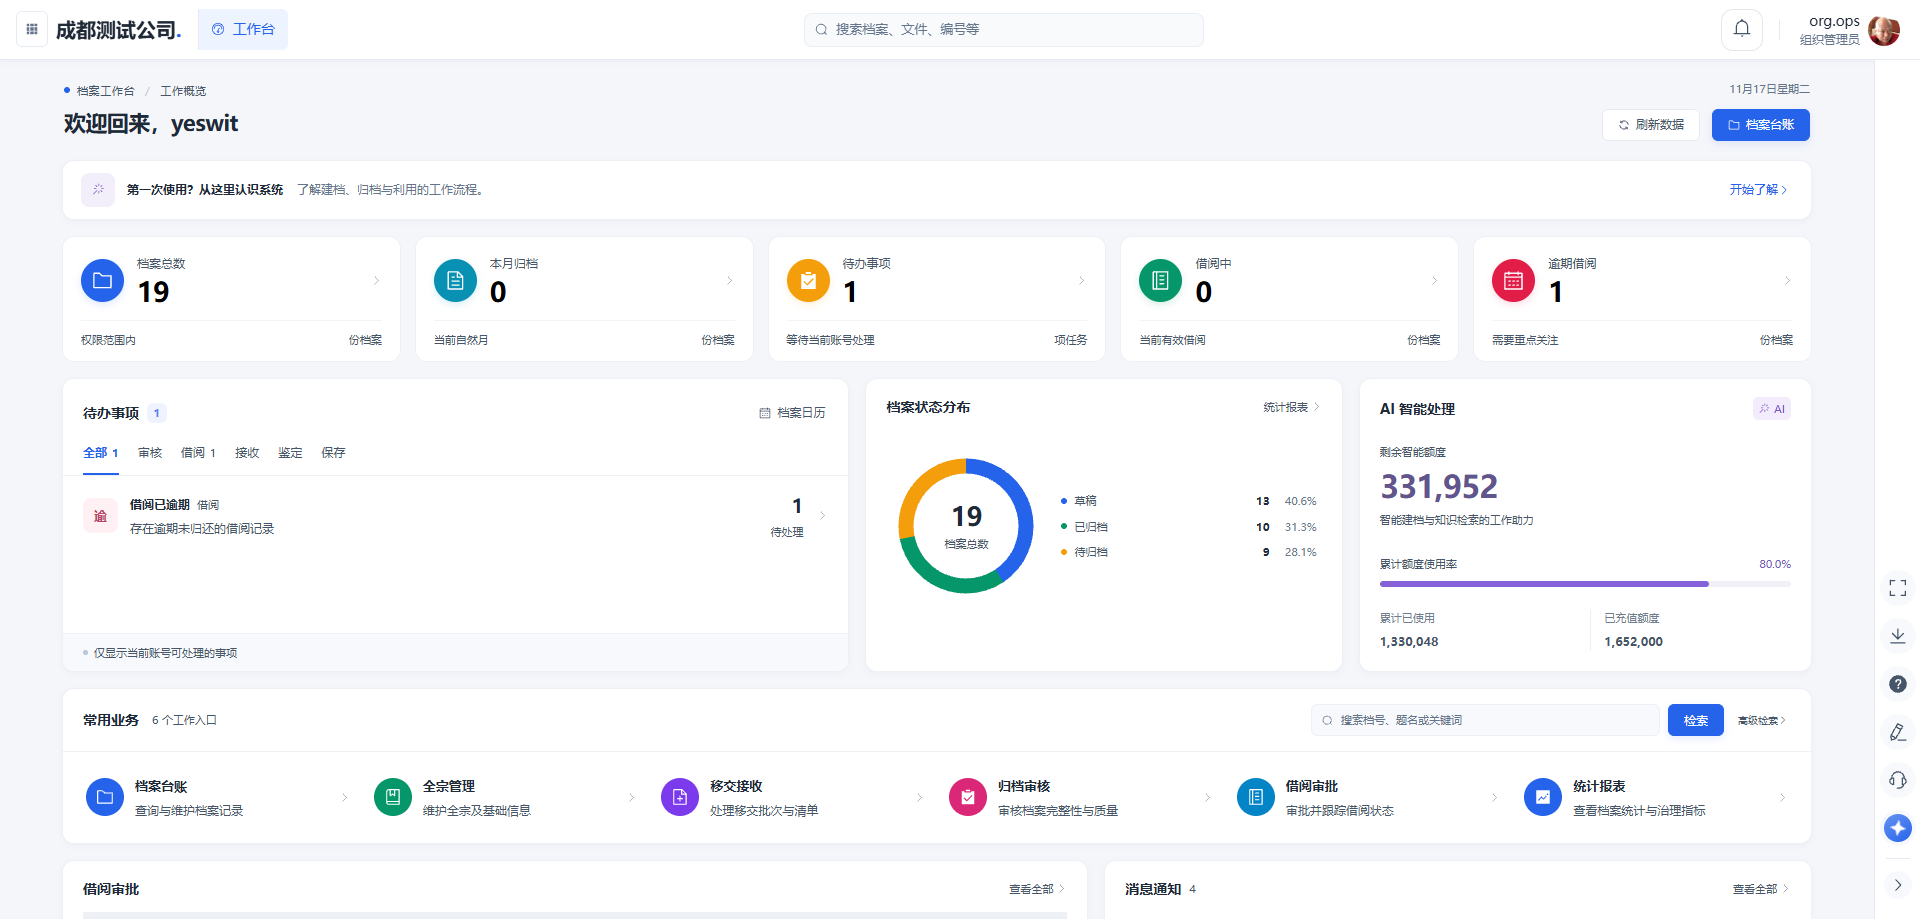 成都测试公司.
工作台
搜索档案、文件、编号等
org.ops
组织管理员
档案工作台 / 工作概览
11月17日星期二
欢迎回来，yeswit
刷新数据
档案台账
第一次使用？从这里认识系统 了解建档、归档与利用的工作流程。
开始了解
档案总数
19
权限范围内 份档案
本月归档
0
当前自然月 份档案
待办事项
1
等待当前账号处理 项任务
借阅中
0
当前有效借阅 份档案
逾期借阅
1
需要重点关注 份档案
待办事项 1
档案日历
全部 1 审核 借阅 1 接收 鉴定 保存
逾
借阅已逾期 借阅
存在逾期未归还的借阅记录
1
待处理
仅显示当前账号可处理的事项
档案状态分布
统计报表
19
档案总数
草稿 13 40.6%
已归档 10 31.3%
待归档 9 28.1%
AI 智能处理
AI
剩余智能额度
331,952
智能建档与知识检索的工作助力
累计额度使用率 80.0%
累计已使用
1,330,048
已充值额度
1,652,000
常用业务 6 个工作入口
搜索档号、题名或关键词
检索
高级检索
档案台账
查询与维护档案记录
全宗管理
维护全宗及基础信息
移交接收
处理移交批次与清单
归档审核
审核档案完整性与质量
借阅审批
审批并跟踪借阅状态
统计报表
查看档案统计与治理指标
借阅审批
查看全部
消息通知 4
查看全部